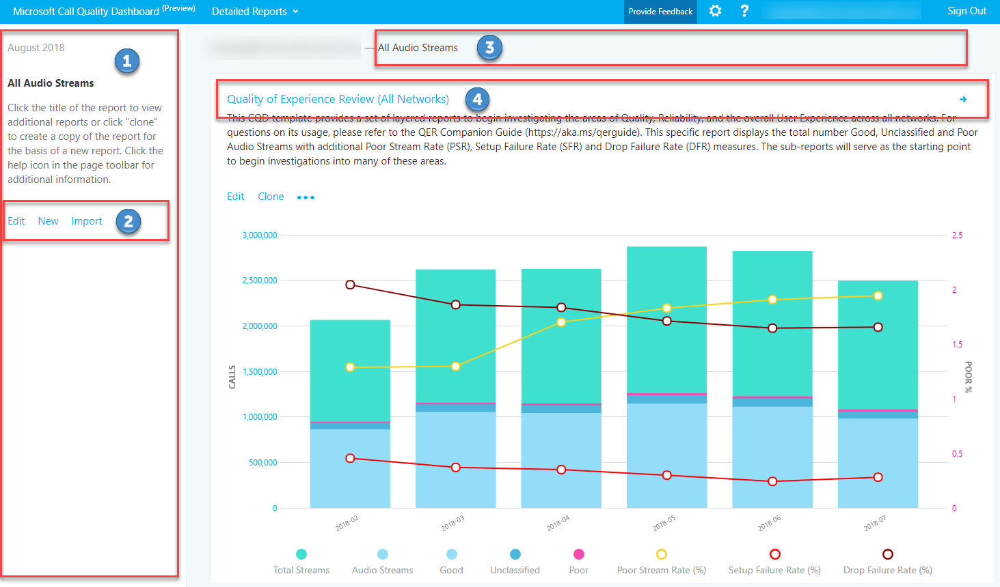 Microsoft Call Quality Dashboard (Preview) Detailed Reports Provide Feedback ? Sign Out
August 2018
1
All Audio Streams
Click the title of the report to view
additional reports or click "clone"
to create a copy of the report for
the basis of a new report. Click the
help icon in the page toolbar for
additional information.
Edit New Import 2
— All Audio Streams 3
Quality of Experience Review (All Networks) 4
This CQD template provides a set of layered reports to begin investigating the areas of Quality, Reliability, and the overall User Experience across all networks. For
questions on its usage, please refer to the QER Companion Guide (https://aka.ms/qerguide). This specific report displays the total number Good, Unclassified and Poor
Audio Streams with additional Poor Stream Rate (PSR), Setup Failure Rate (SFR) and Drop Failure Rate (DFR) measures. The sub-reports will serve as the starting point
to begin investigations into many of these areas.
Edit Clone
3,000,000
2,500,000
2,000,000
1,500,000
1,000,000
500,000
0
CALLS
2.5
2
1.5
1
0.5
0
POOR %
2018-02 2018-03 2018-04 2018-05 2018-06 2018-07
Total Streams Audio Streams Good Unclassified Poor Poor Stream Rate (%) Setup Failure Rate (%) Drop Failure Rate (%)